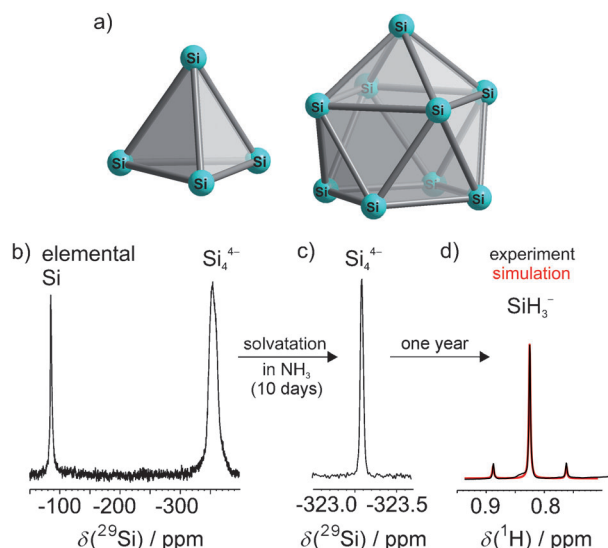 a)
Si
Si
Si
Si
Si
Si
Si
Si
Si
Si
Si
Si
Si
b) elemental
Si
Si₄⁴⁻
-100 -200 -300
δ(²⁹Si) / ppm
solvatation
in NH₃
(10 days)
c)
Si₄⁴⁻
-323.0 -323.5
δ(²⁹Si) / ppm
one year
d) experiment
simulation
SiH₃⁻
0.9 0.8
δ(¹H) / ppm